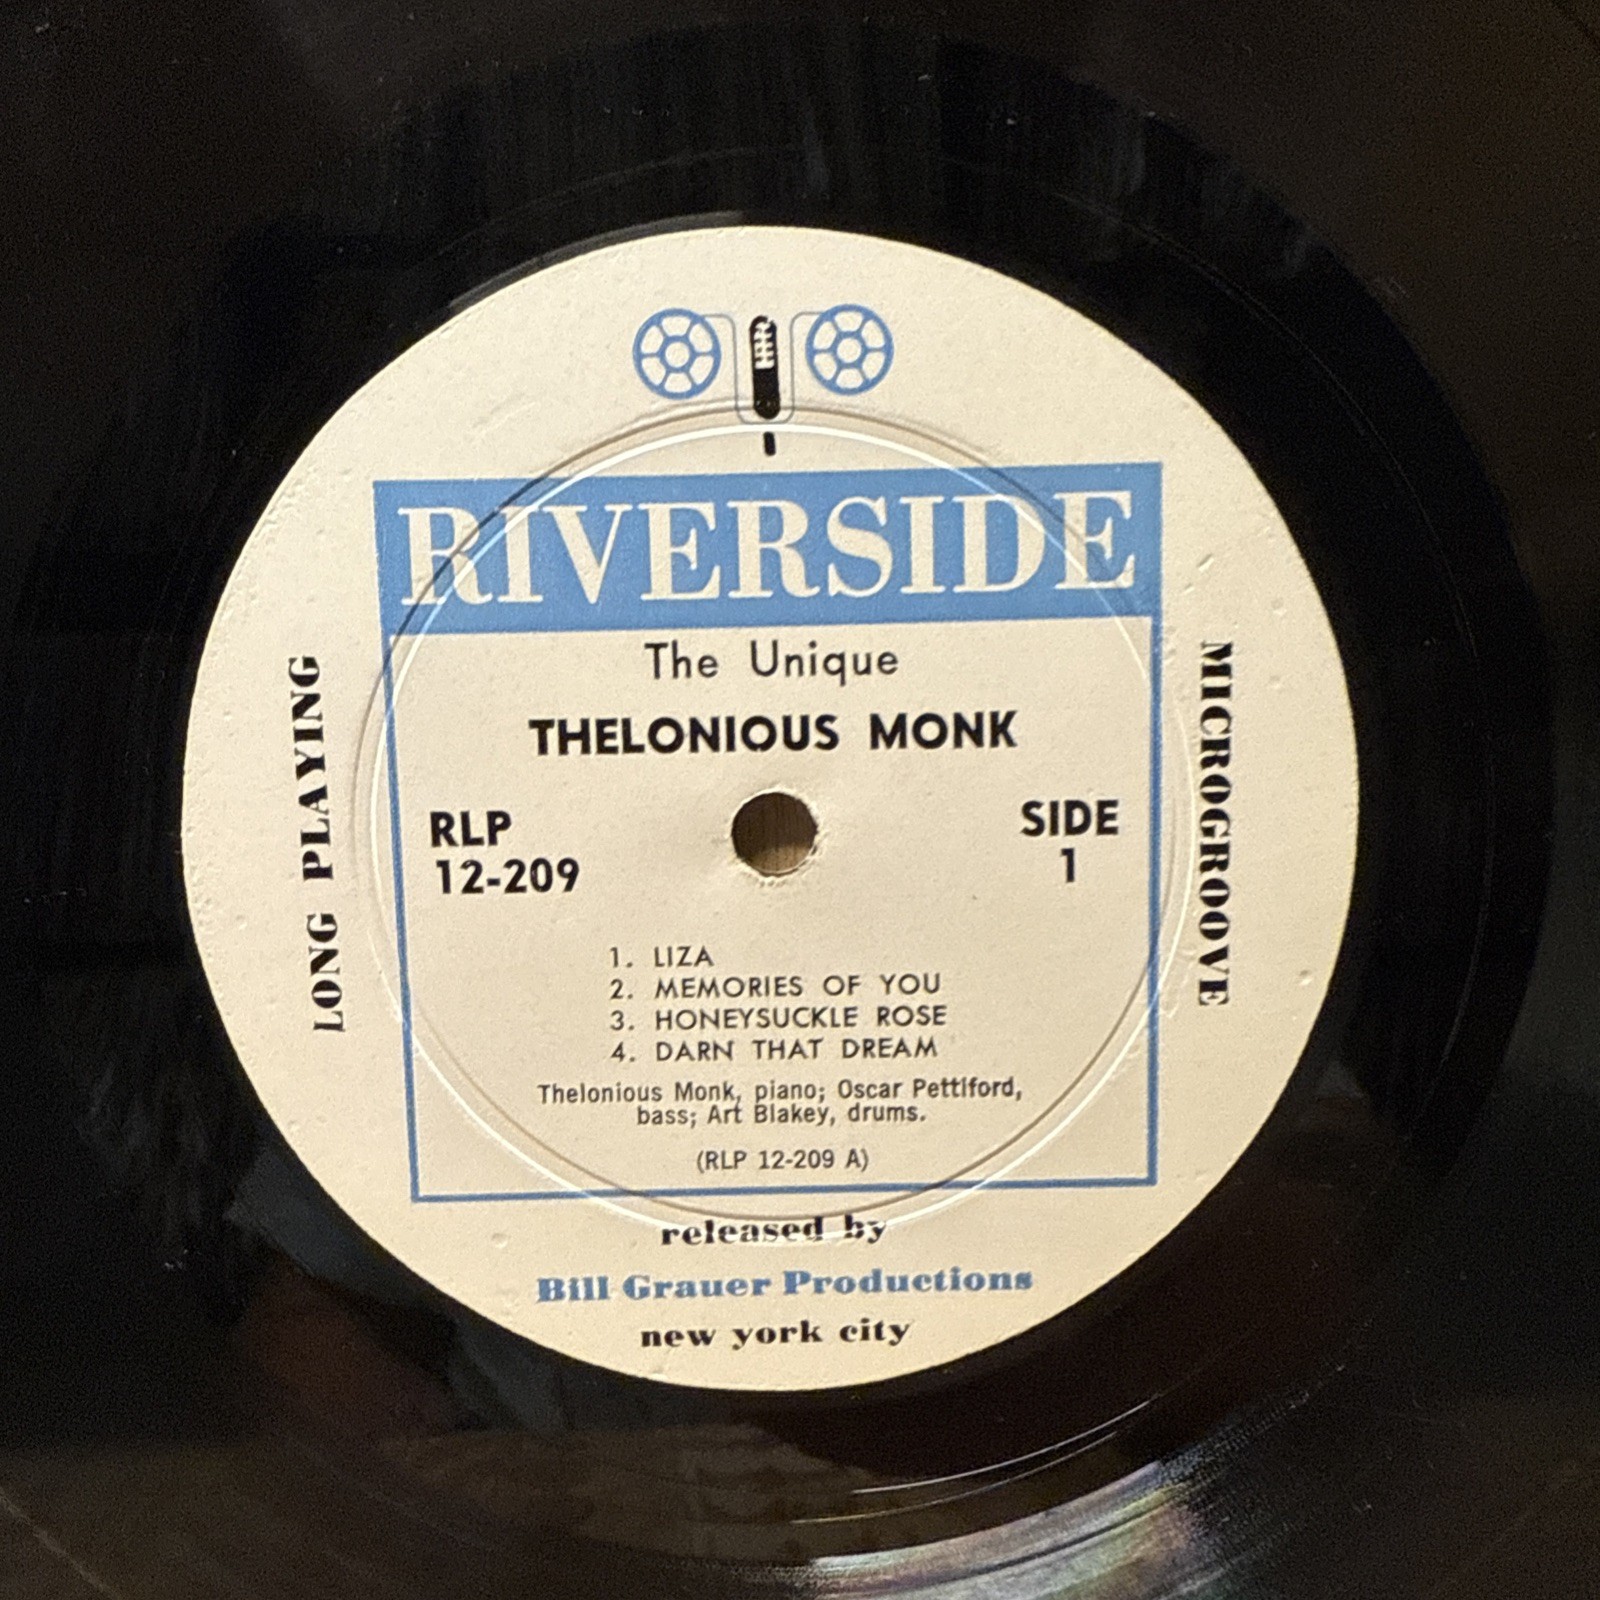 RIVERSIDE
The Unique
THELONIOUS MONK
RLP
12-209
SIDE
1
LONG PLAYING
MICROGROOVE
1. LIZA
2. MEMORIES OF YOU
3. HONEYSUCKLE ROSE
4. DARN THAT DREAM
Thelonious Monk, piano; Oscar Pettiford,
bass; Art Blakey, drums.
(RLP 12-209 A)
released by
Bill Grauer Productions
new york city